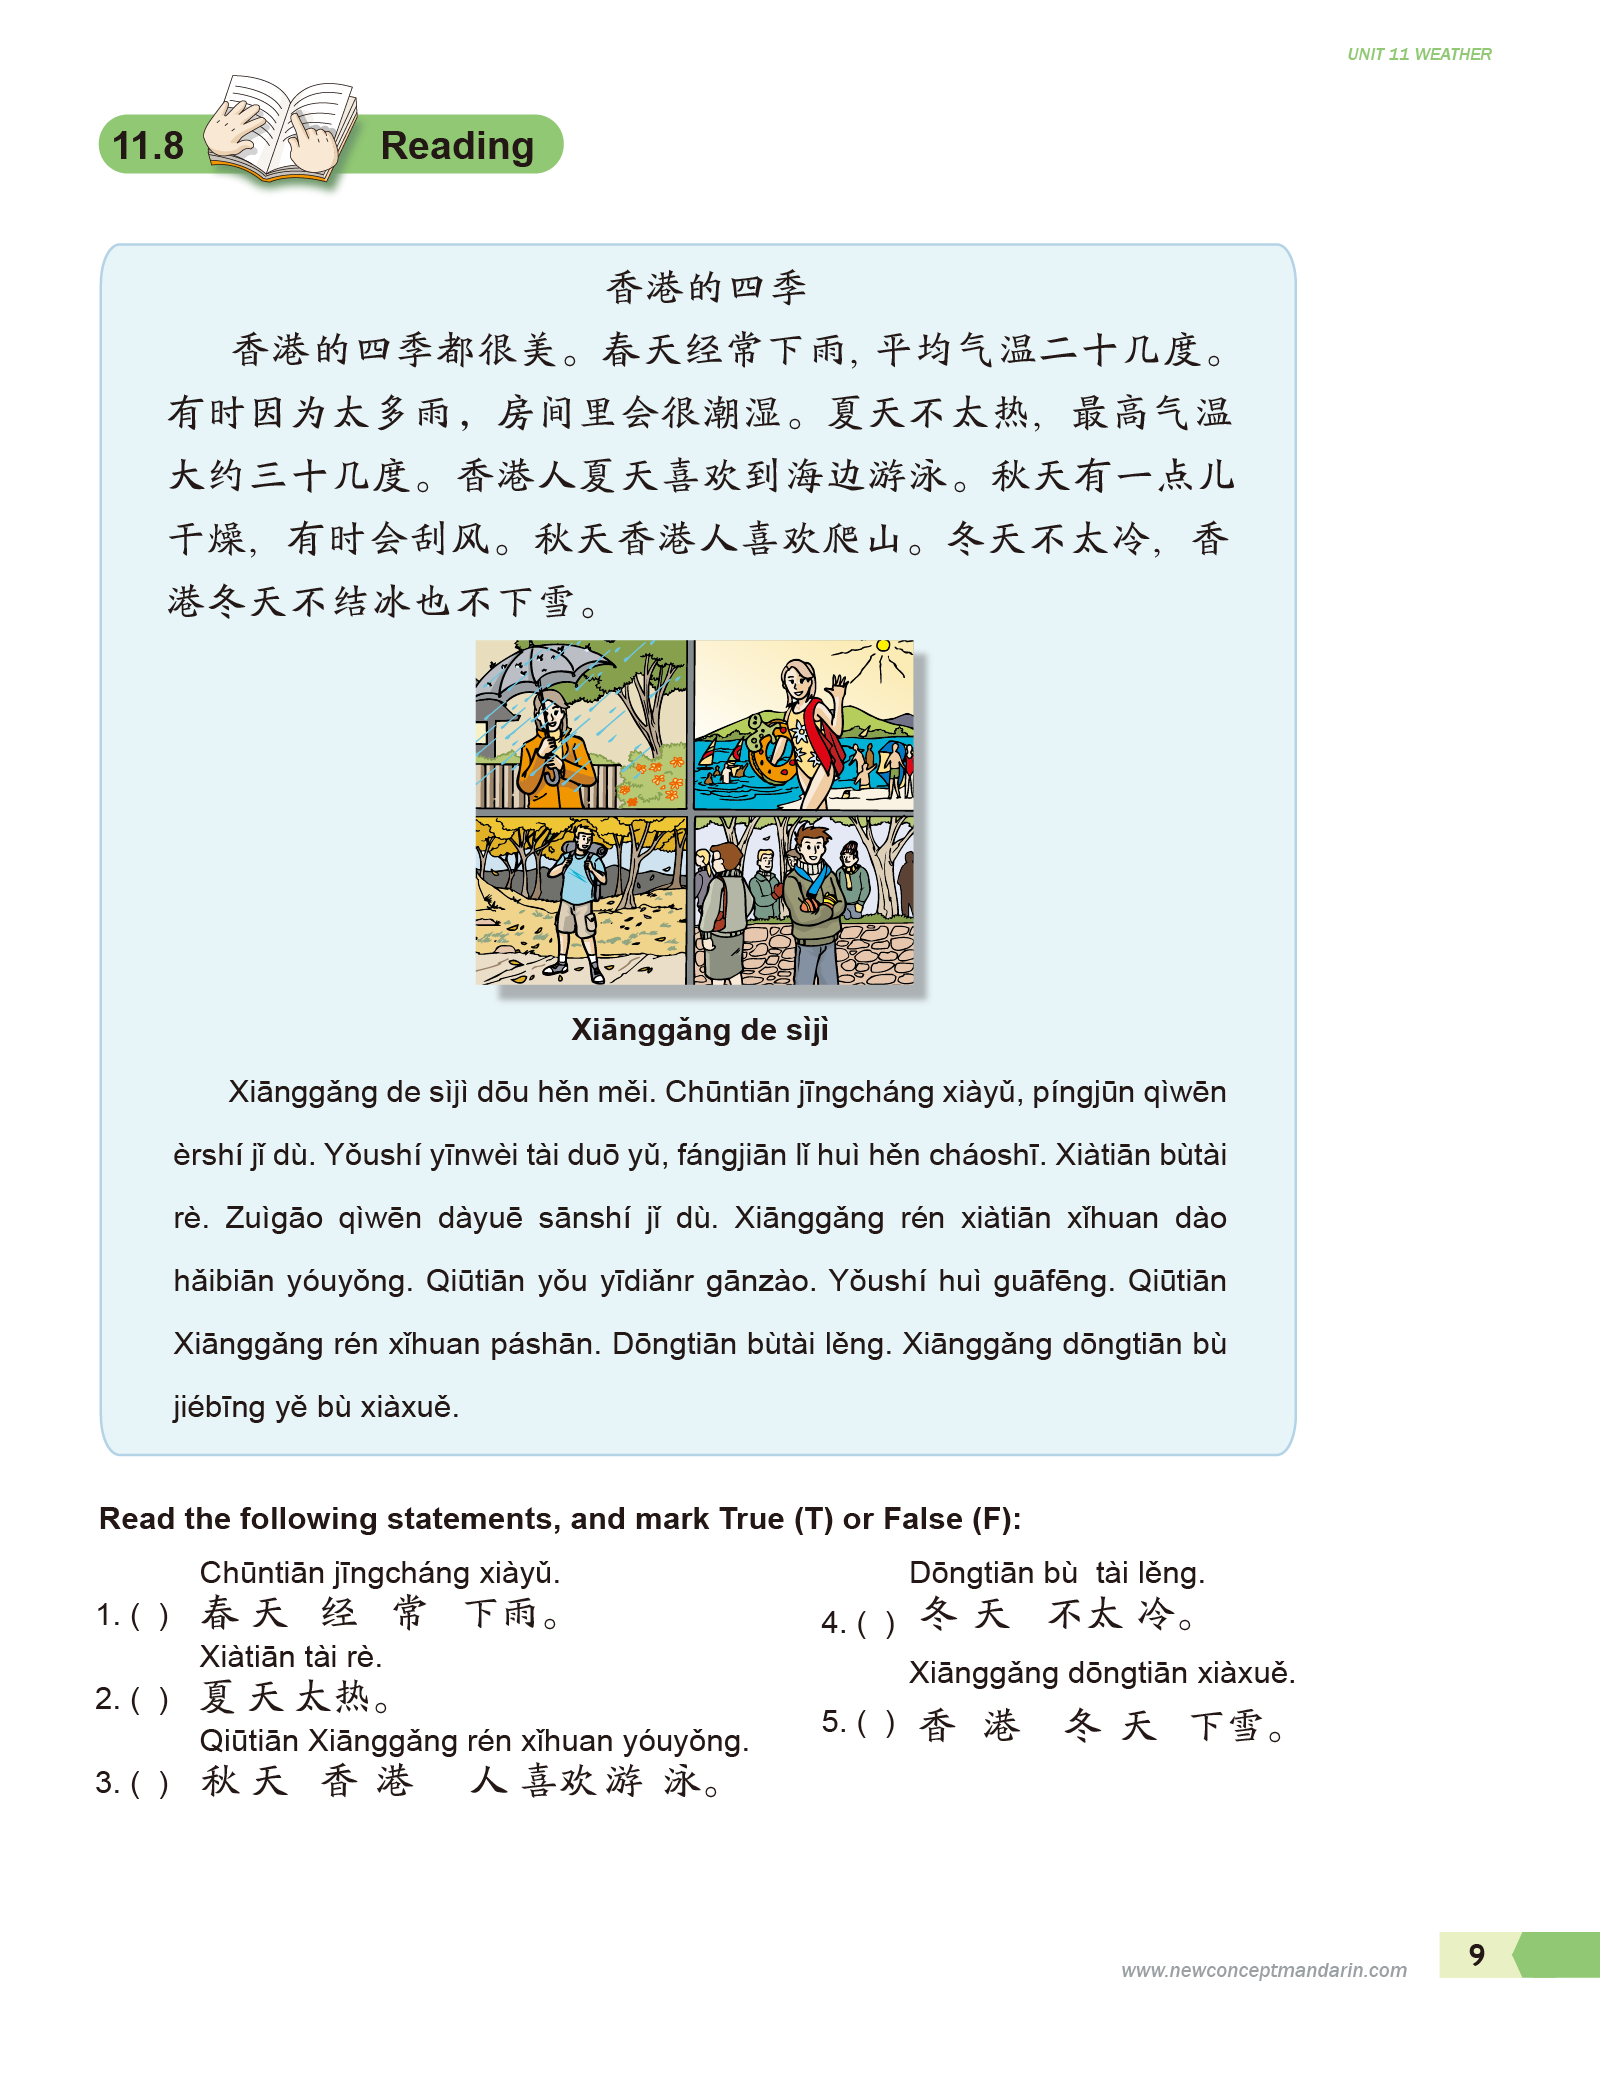 UNIT 11 WEATHER
11.8 Reading
香港的四季
香港的四季都很美。春天经常下雨,平均气温二十几度。
有时因为太多雨，房间里会很潮湿。夏天不太热,最高气温
大约三十几度。香港人夏天喜欢到海边游泳。秋天有一点儿
干燥,有时会刮风。秋天香港人喜欢爬山。冬天不太冷,香
港冬天不结冰也不下雪。
Xiānggǎng de sìjì
Xiānggǎng de sìjì dōu hěn měi. Chūntiān jīngcháng xiàyǔ, píngjūn qìwēn
èrshí jǐ dù. Yǒushí yīnwèi tài duō yǔ, fángjiān lǐ huì hěn cháoshī. Xiàtiān bùtài
rè. Zuìgāo qìwēn dàyuē sānshí jǐ dù. Xiānggǎng rén xiàtiān xǐhuan dào
hǎibiān yóuyǒng. Qiūtiān yǒu yīdiǎnr gānzào. Yǒushí huì guāfēng. Qiūtiān
Xiānggǎng rén xǐhuan páshān. Dōngtiān bùtài lěng. Xiānggǎng dōngtiān bù
jiébīng yě bù xiàxuě.
Read the following statements, and mark True (T) or False (F):
Chūntiān jīngcháng xiàyǔ.
1. ( ) 春天 经常 下雨。
Xiàtiān tài rè.
2. ( ) 夏天太热。
Qiūtiān Xiānggǎng rén xǐhuan yóuyǒng.
3. ( ) 秋天 香港 人喜欢游泳。
Dōngtiān bù tài lěng.
4. ( ) 冬天 不太冷。
Xiānggǎng dōngtiān xiàxuě.
5. ( ) 香港 冬天 下雪。
www.newconceptmandarin.com
9